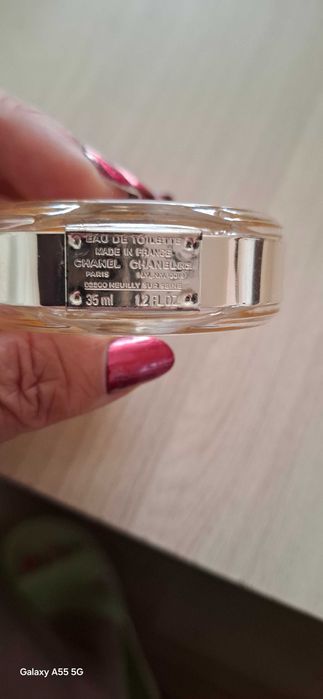 EAU DE TOILETTE
MADE IN FRANCE
CHANEL CHANEL
PARIS
92200 NEUILLY SUR SEINE
35 ml 1.2 FL.OZ.
Galaxy A55 5G